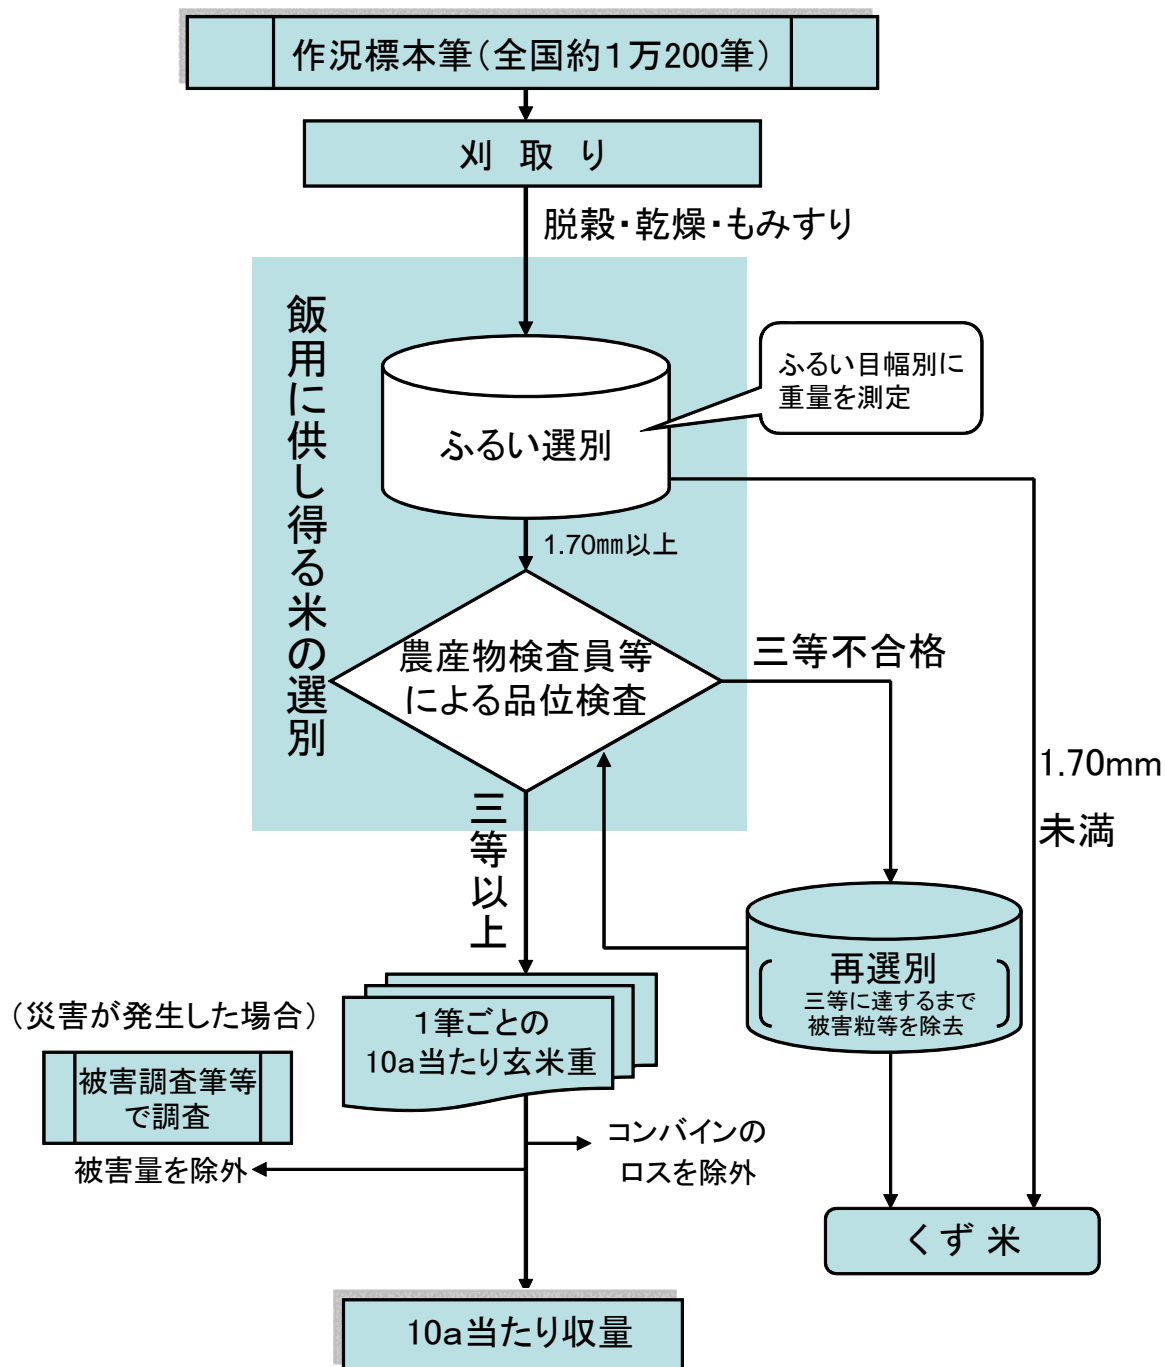 作況標本筆（全国約１万200筆）
刈　取　り
脱穀・乾燥・もみすり
飯用に供し得る米の選別
ふるい目幅別に
重量を測定
ふるい選別
1.70㎜以上
農産物検査員等
による品位検査
三等不合格
1.70mm
未満
三等以上
再選別
三等に達するまで
被害粒等を除去
（災害が発生した場合）
１筆ごとの
10a当たり玄米重
被害調査筆等
で調査
コンバインの
ロスを除外
被害量を除外
くず 米
10a当たり収量